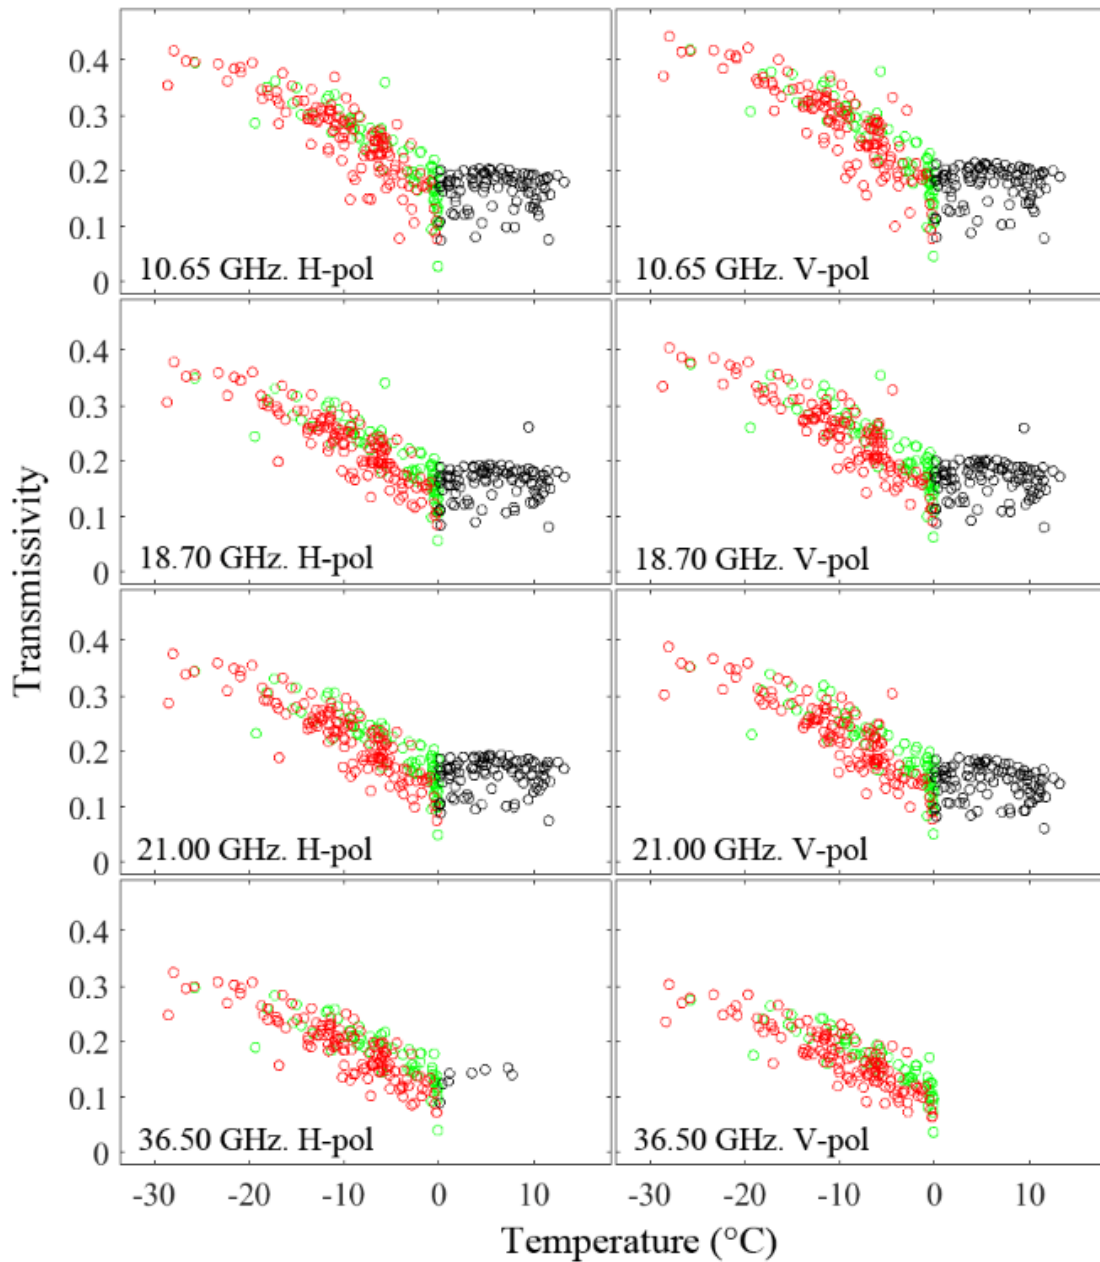 0.4
0.3
0.2
0.1
0
10.65 GHz. H-pol
10.65 GHz. V-pol
0.4
0.3
0.2
0.1
0
18.70 GHz. H-pol
18.70 GHz. V-pol
Transmissivity
0.4
0.3
0.2
0.1
0
21.00 GHz. H-pol
21.00 GHz. V-pol
0.4
0.3
0.2
0.1
0
36.50 GHz. H-pol
36.50 GHz. V-pol
-30 -20 -10 0 10 -30 -20 -10 0 10
Temperature (°C)